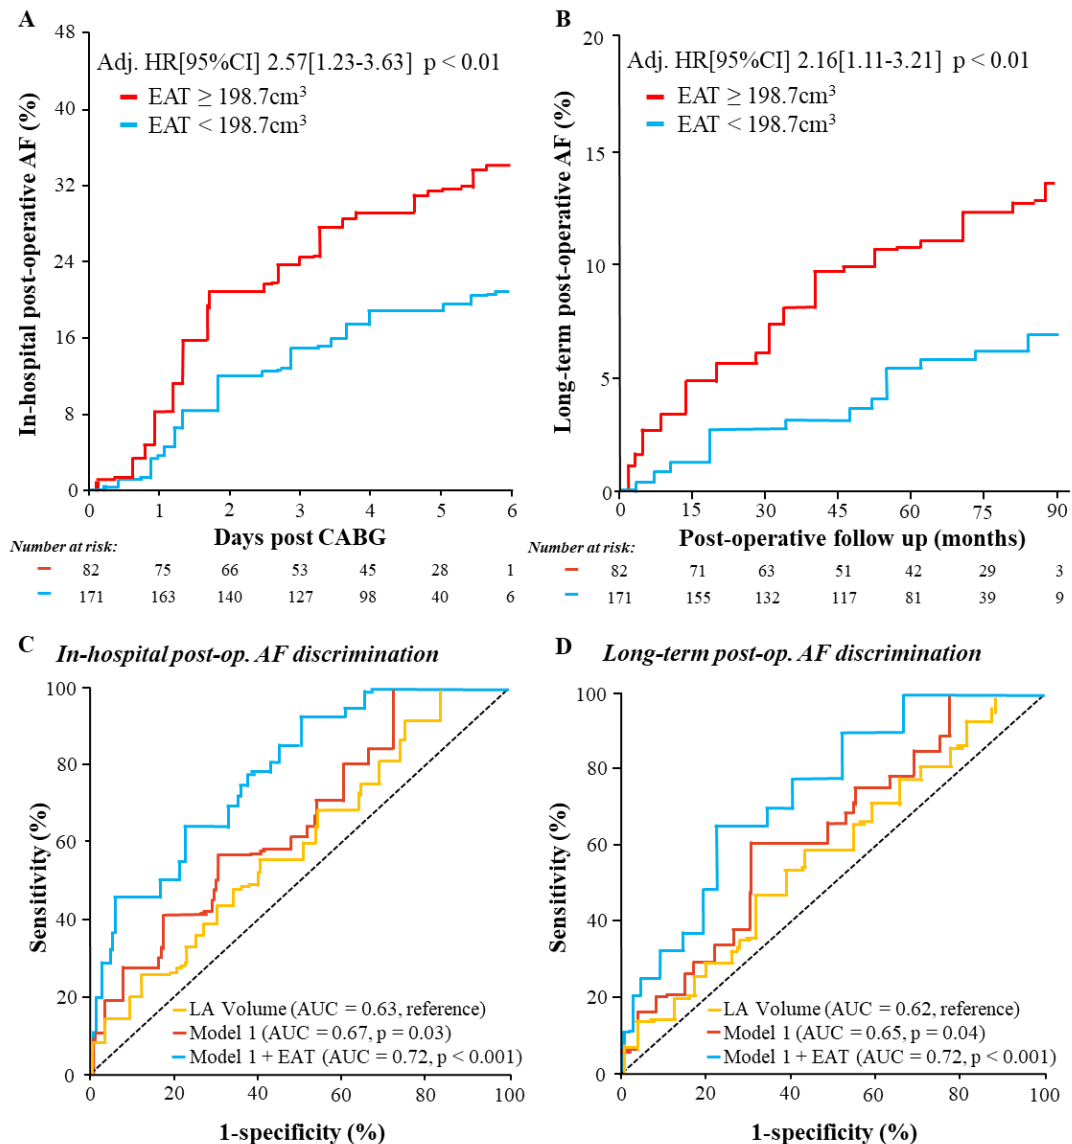 A
48
40
32
24
16
8
0
In-hospital post-operative AF (%)
Adj. HR[95%CI] 2.57[1.23-3.63] p < 0.01
EAT ≥ 198.7cm³
EAT < 198.7cm³
0 1 2 3 4 5 6
Days post CABG
Number at risk:
82 75 66 53 45 28 1
171 163 140 127 98 40 6
B
20
15
10
5
0
Long-term post-operative AF (%)
Adj. HR[95%CI] 2.16[1.11-3.21] p < 0.01
EAT ≥ 198.7cm³
EAT < 198.7cm³
0 15 30 45 60 75 90
Post-operative follow up (months)
Number at risk:
82 71 63 51 42 29 3
171 155 132 117 81 39 9
C
In-hospital post-op. AF discrimination
100
80
60
40
20
0
Sensitivity (%)
LA Volume (AUC = 0.63, reference)
Model 1 (AUC = 0.67, p = 0.03)
Model 1 + EAT (AUC = 0.72, p < 0.001)
0 20 40 60 80 100
1-specificity (%)
D
Long-term post-op. AF discrimination
100
80
60
40
20
0
Sensitivity (%)
LA Volume (AUC = 0.62, reference)
Model 1 (AUC = 0.65, p = 0.04)
Model 1 + EAT (AUC = 0.72, p < 0.001)
0 20 40 60 80 100
1-specificity (%)